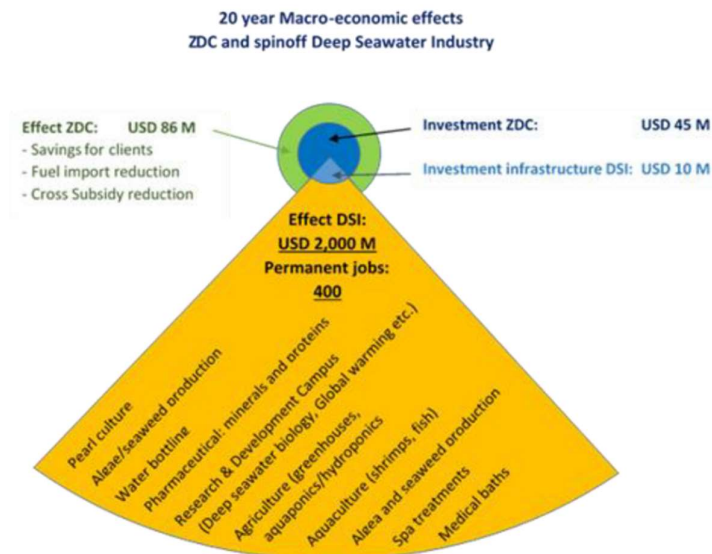 20 year Macro-economic effects
ZDC and spinoff Deep Seawater Industry
Effect ZDC: USD 86 M
- Savings for clients
- Fuel import reduction
- Cross Subsidy reduction
Investment ZDC: USD 45 M
Investment infrastructure DSI: USD 10 M
Effect DSI:
USD 2,000 M
Permanent jobs:
400
Pearl culture
Algae/seaweed production
Water bottling
Pharmaceutical: minerals and proteins
Research & Development Campus
(Deep seawater biology, Global warming etc.)
Agriculture (greenhouses,
aquaponics/hydroponics
Aquaculture (shrimps, fish)
Algea and seaweed production
Spa treatments
Medical baths